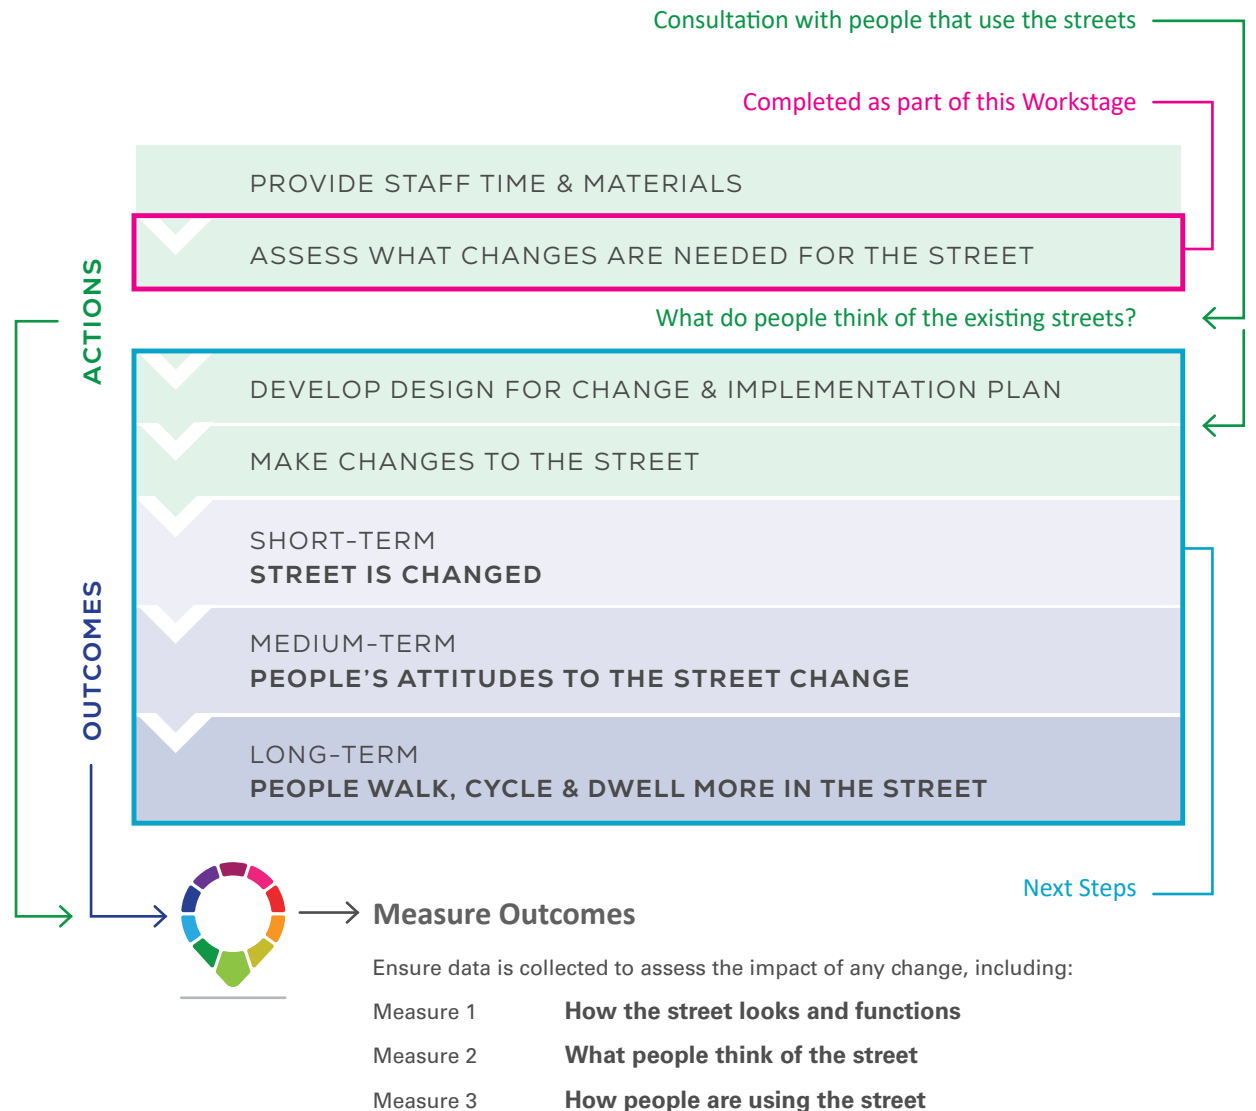 Consultation with people that use the streets
Completed as part of this Workstage
PROVIDE STAFF TIME & MATERIALS
ASSESS WHAT CHANGES ARE NEEDED FOR THE STREET
ACTIONS
What do people think of the existing streets?
DEVELOP DESIGN FOR CHANGE & IMPLEMENTATION PLAN
MAKE CHANGES TO THE STREET
SHORT-TERM
STREET IS CHANGED
OUTCOMES
MEDIUM-TERM
PEOPLE’S ATTITUDES TO THE STREET CHANGE
LONG-TERM
PEOPLE WALK, CYCLE & DWELL MORE IN THE STREET
Next Steps
Measure Outcomes
Ensure data is collected to assess the impact of any change, including:
Measure 1 How the street looks and functions
Measure 2 What people think of the street
Measure 3 How people are using the street